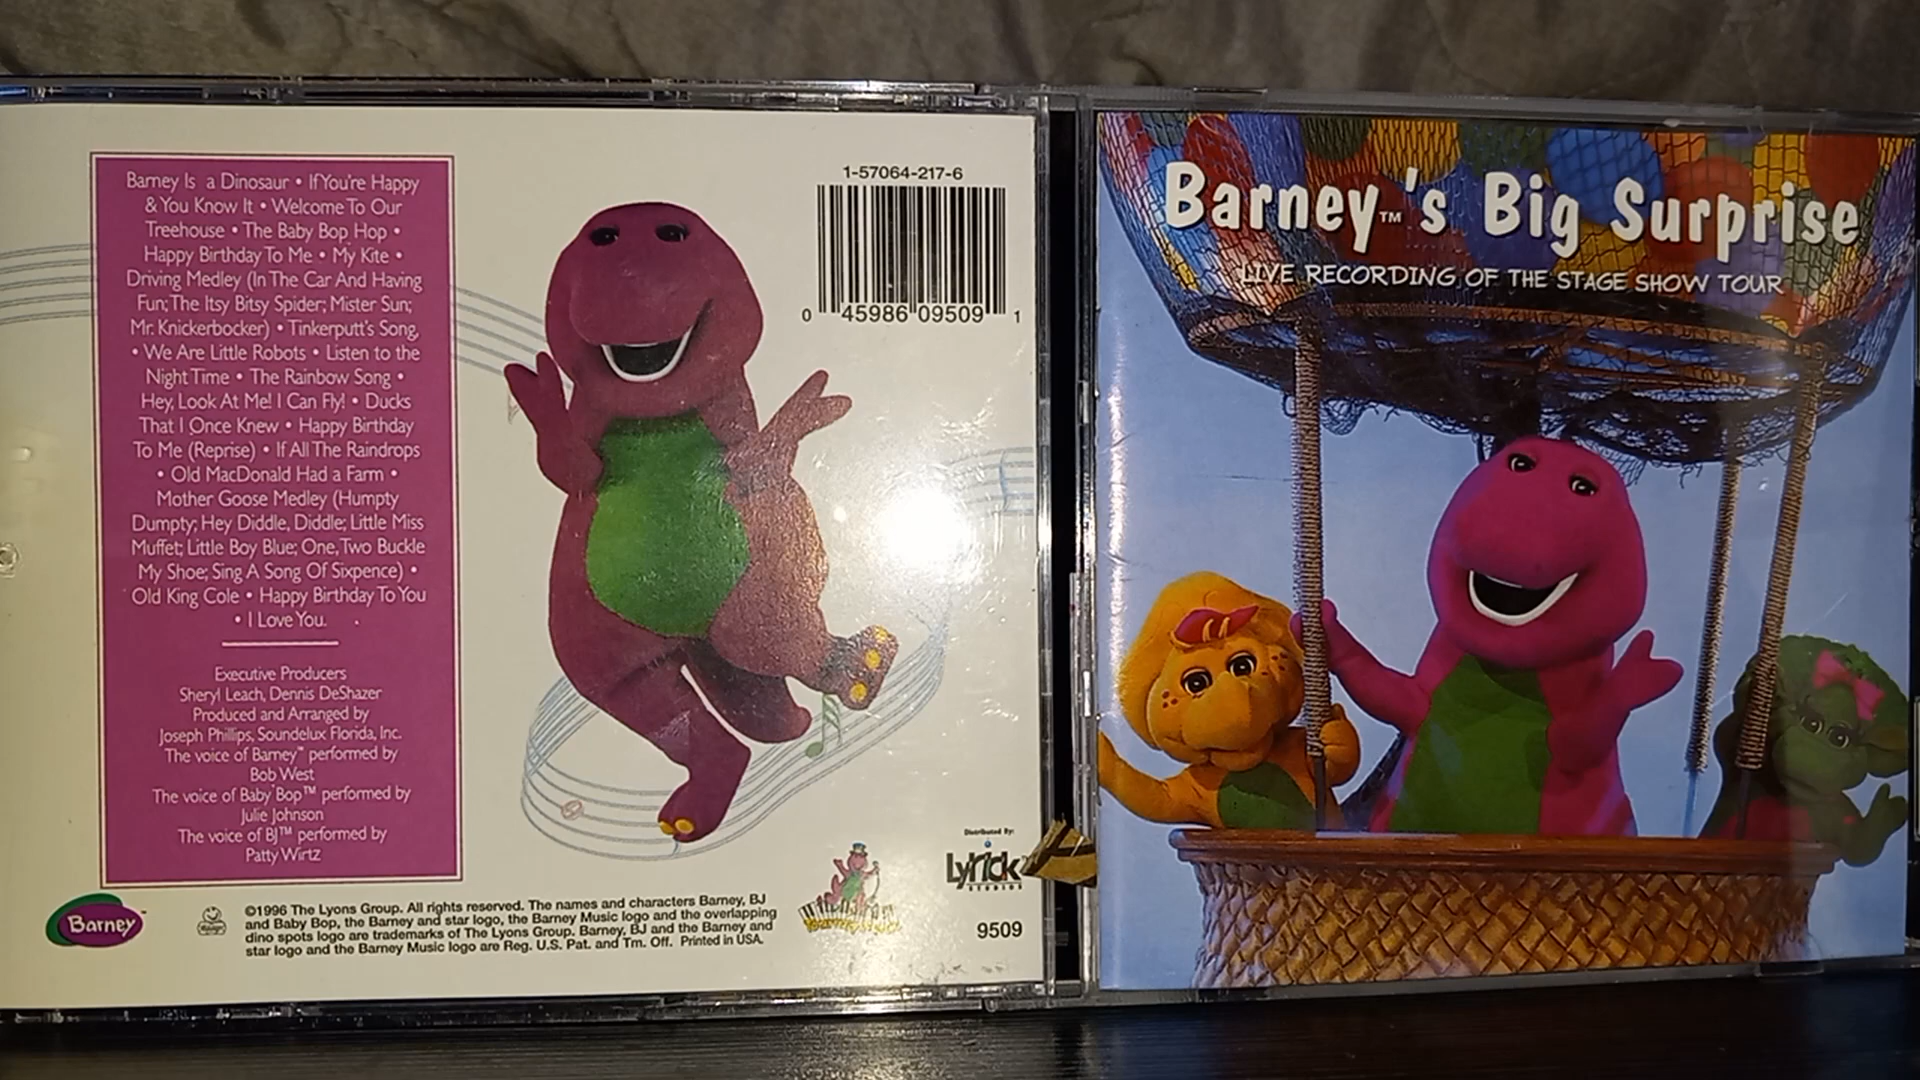 Barney Is a Dinosaur • If You're Happy
& You Know It • Welcome To Our
Treehouse • The Baby Bop Hop •
Happy Birthday To Me • My Kite •
Driving Medley (In The Car And Having
Fun; The Itsy Bitsy Spider; Mister Sun;
Mr. Knickerbocker) • Tinkerputt's Song,
• We Are Little Robots • Listen to the
Night Time • The Rainbow Song •
Hey, Look At Me! I Can Fly! • Ducks
That I Once Knew • Happy Birthday
To Me (Reprise) • If All The Raindrops
• Old MacDonald Had a Farm •
Mother Goose Medley (Humpty
Dumpty; Hey Diddle, Diddle; Little Miss
Muffet; Little Boy Blue; One, Two Buckle
My Shoe; Sing A Song Of Sixpence) •
Old King Cole • Happy Birthday To You
• I Love You.
Executive Producers
Sheryl Leach, Dennis DeShazer
Produced and Arranged by
Joseph Phillips, Soundelux Florida, Inc.
The voice of Barney™ performed by
Bob West
The voice of Baby Bop™ performed by
Julie Johnson
The voice of BJ™ performed by
Patty Wirtz
Barney™
©1996 The Lyons Group. All rights reserved. The names and characters Barney, BJ
and Baby Bop, the Barney and star logo, the Barney Music logo and the overlapping
dino spots logo are trademarks of The Lyons Group. Barney, BJ and the Barney and
star logo and the Barney Music logo are Reg. U.S. Pat. and Tm. Off. Printed in USA.
1-57064-217-6
0 45986 09509 1
Distributed By:
Lyrick
STUDIOS
9509
Barney™'s Big Surprise
LIVE RECORDING OF THE STAGE SHOW TOUR